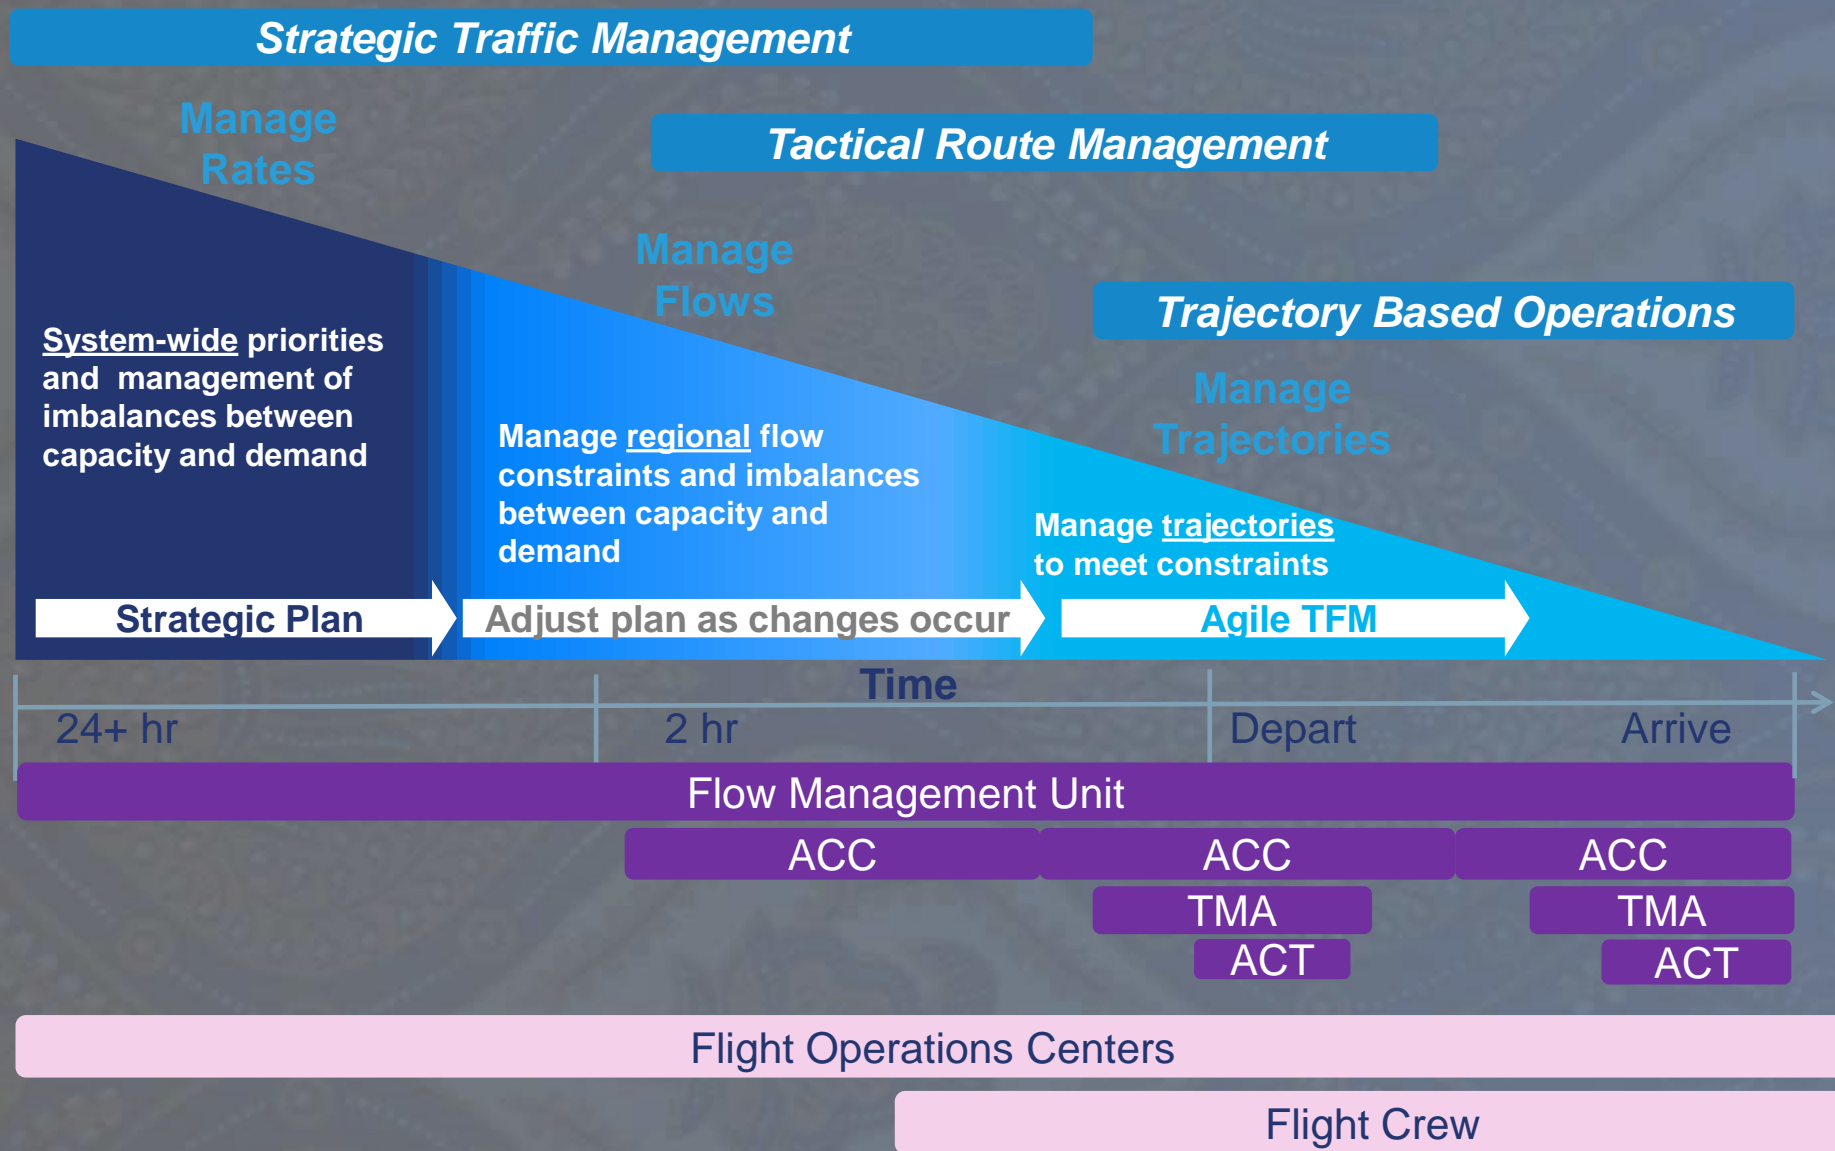 Strategic Traffic Management
Manage
Rates
Tactical Route Management
Manage
Flows
Trajectory Based Operations
Manage
Trajectories
System-wide priorities
and management of
imbalances between
capacity and demand
Manage regional flow
constraints and imbalances
between capacity and
demand
Manage trajectories
to meet constraints
Strategic Plan
Adjust plan as changes occur
Agile TFM
Time
24+ hr
2 hr
Depart
Arrive
Flow Management Unit
ACC
ACC
ACC
TMA
TMA
ACT
ACT
Flight Operations Centers
Flight Crew